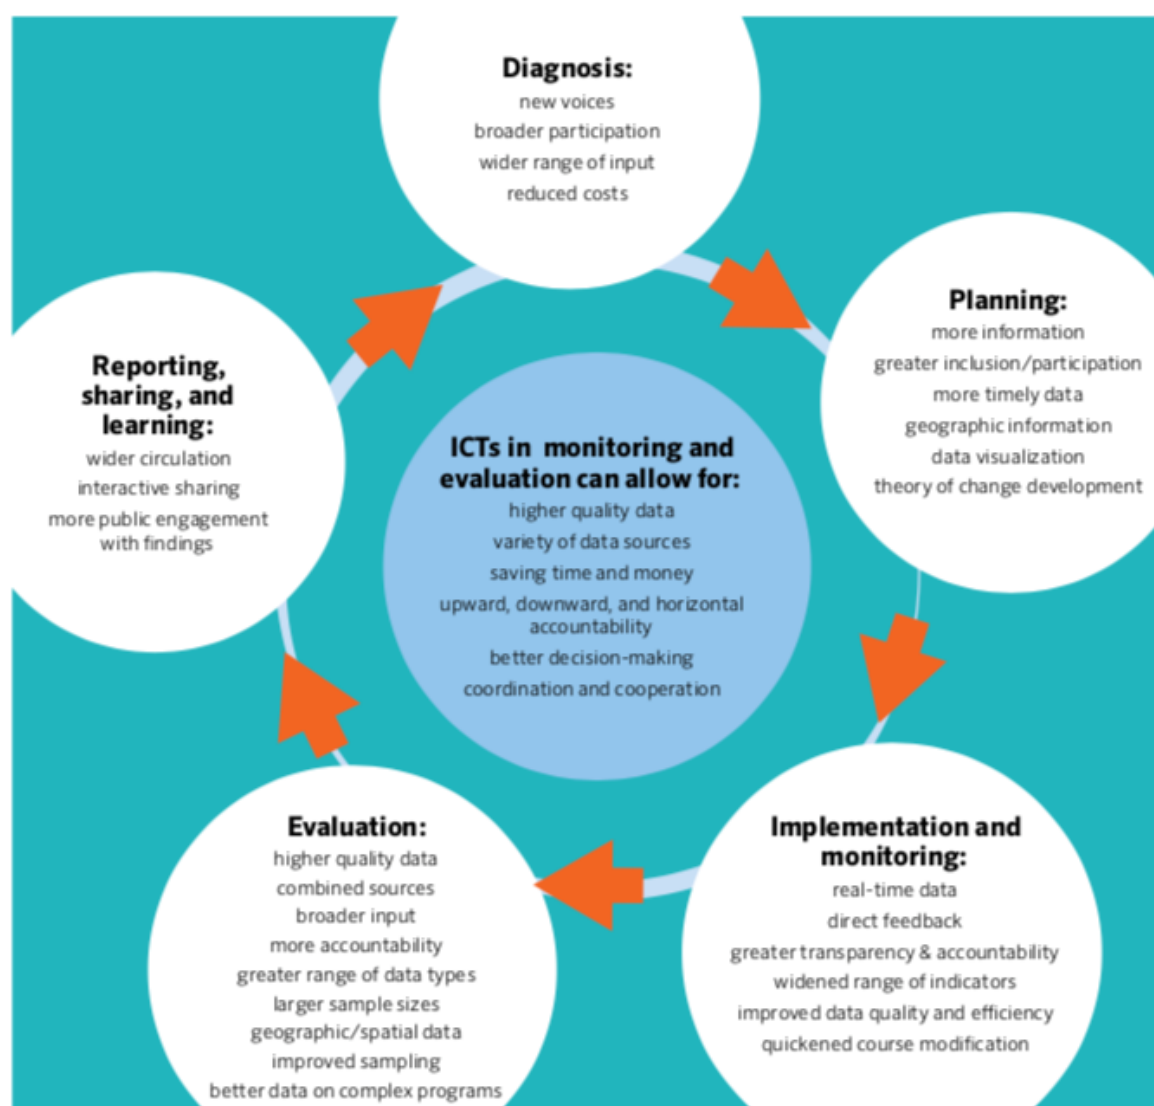 Diagnosis:
new voices
broader participation
wider range of input
reduced costs
Planning:
more information
greater inclusion/participation
more timely data
geographic information
data visualization
theory of change development
Reporting,
sharing, and
learning:
wider circulation
interactive sharing
more public engagement
with findings
ICTs in monitoring and
evaluation can allow for:
higher quality data
variety of data sources
saving time and money
upward, downward, and horizontal
accountability
better decision-making
coordination and cooperation
Evaluation:
higher quality data
combined sources
broader input
more accountability
greater range of data types
larger sample sizes
geographic/spatial data
improved sampling
better data on complex programs
Implementation and
monitoring:
real-time data
direct feedback
greater transparency & accountability
widened range of indicators
improved data quality and efficiency
quickened course modification